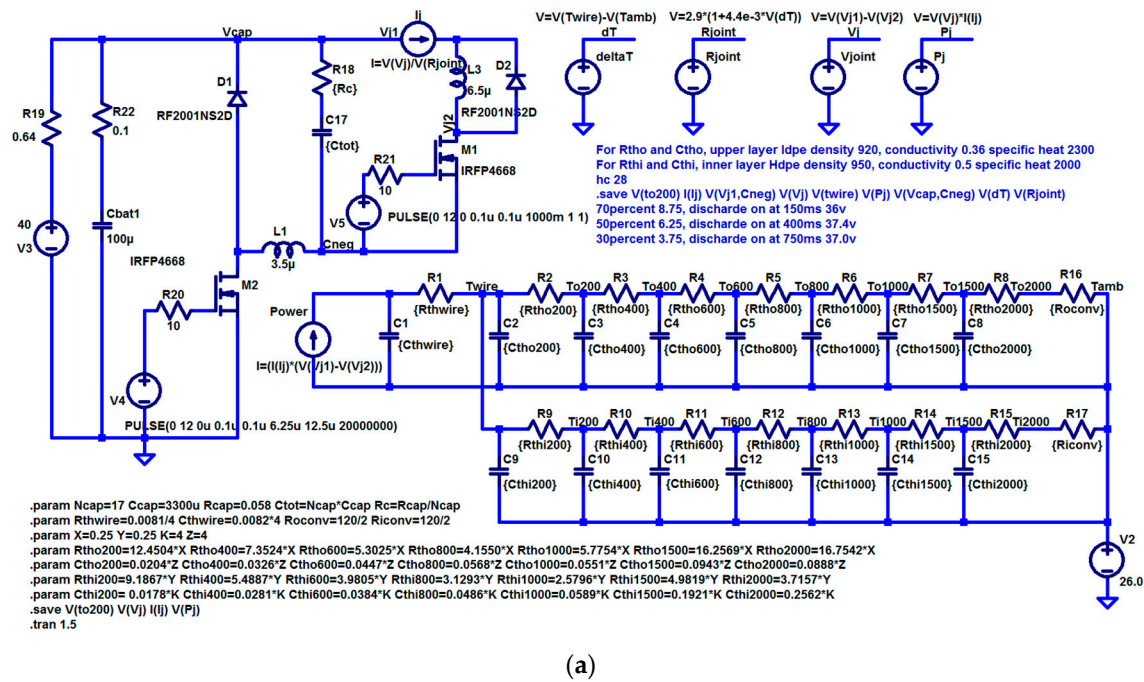 Ij
V=V(Twire)-V(Tamb)
V=2.9*(1+4.4e-3*V(dT))
V=V(Vj1)-V(Vj2)
V=V(Vj)*I(Ij)
Vcap
Vj1
dT
Rjoint
Vj
Pj
I=V(Vj)/V(Rjoint)
deltaT
Rjoint
Vjoint
Pj
D1
R18
{Rc}
L3
6.5µ
D2
R19
0.64
R22
0.1
RF2001NS2D
RF2001NS2D
C17
{Ctot}
Vj2
M1
IRFP4668
R21
10
For Rtho and Ctho, upper layer ldpe density 920, conductivity 0.36 specific heat 2300
For Rthi and Cthi, inner layer Hdpe density 950, conductivity 0.5 specific heat 2000
hc 28
.save V(to200) I(Ij) V(Vj1,Cneg) V(Vj) V(twire) V(Pj) V(Vcap,Cneg) V(dT) V(Rjoint)
70percent 8.75, discharde on at 150ms 36v
50percent 6.25, discharde on at 400ms 37.4v
30percent 3.75, discharde on at 750ms 37.0v
V5
PULSE(0 12 0 0.1u 0.1u 1000m 1 1)
40
V3
Cbat1
100µ
L1
3.5µ
Cneg
IRFP4668
M2
R20
10
R1
{Rthwire}
Twire
R2
{Rtho200}
To200
R3
{Rtho400}
To400
R4
{Rtho600}
To600
R5
{Rtho800}
To800
R6
{Rtho1000}
To1000
R7
{Rtho1500}
To1500
R8
{Rtho2000}
To2000
R16
{Roconv}
Tamb
Power
C1
{Cthwire}
C2
{Ctho200}
C3
{Ctho400}
C4
{Ctho600}
C5
{Ctho800}
C6
{Ctho1000}
C7
{Ctho1500}
C8
{Ctho2000}
I=(I(Ij)*(V(Vj1)-V(Vj2)))
V4
PULSE(0 12 0u 0.1u 0.1u 6.25u 12.5u 20000000)
R9
{Rthi200}
Ti200
R10
{Rthi400}
Ti400
R11
{Rthi600}
Ti600
R12
{Rthi800}
Ti800
R13
{Rthi1000}
Ti1000
R14
{Rthi1500}
Ti1500
R15
{Rthi2000}
Ti2000
R17
{Riconv}
C9
{Cthi200}
C10
{Cthi400}
C11
{Cthi600}
C12
{Cthi800}
C13
{Cthi1000}
C14
{Cthi1500}
C15
{Cthi2000}
V2
26.0
.param Ncap=17 Ccap=3300u Rcap=0.058 Ctot=Ncap*Ccap Rc=Rcap/Ncap
.param Rthwire=0.0081/4 Cthwire=0.0082*4 Roconv=120/2 Riconv=120/2
.param X=0.25 Y=0.25 K=4 Z=4
.param Rtho200=12.4504*X Rtho400=7.3524*X Rtho600=5.3025*X Rtho800=4.1550*X Rtho1000=5.7754*X Rtho1500=16.2569*X Rtho2000=16.7542*X
.param Ctho200=0.0204*Z Ctho400=0.0326*Z Ctho600=0.0447*Z Ctho800=0.0568*Z Ctho1000=0.0551*Z Ctho1500=0.0943*Z Ctho2000=0.0888*Z
.param Rthi200=9.1867*Y Rthi400=5.4887*Y Rthi600=3.9805*Y Rthi800=3.1293*Y Rthi1000=2.5796*Y Rthi1500=4.9819*Y Rthi2000=3.7157*Y
.param Cthi200= 0.0178*K Cthi400=0.0281*K Cthi600=0.0384*K Cthi800=0.0486*K Cthi1000=0.0589*K Cthi1500=0.1921*K Cthi2000=0.2562*K
.save V(to200) V(Vj) I(Ij) V(Pj)
.tran 1.5
(a)